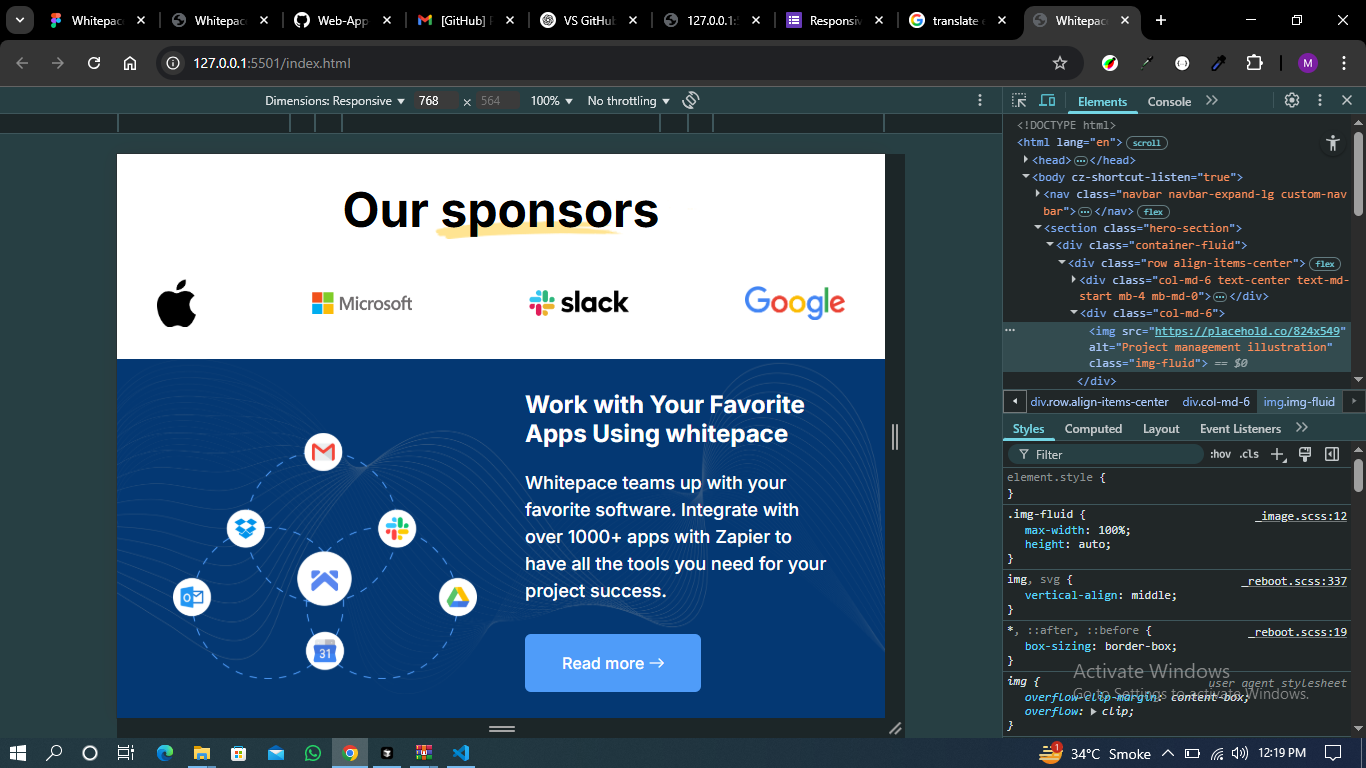 Whitepac
Whitepac
Web-App
[GitHub] P
VS GitHub
127.0.0.1:
Responsiv
translate e
Whitepac
127.0.0.1:5501/index.html
M
Dimensions: Responsive
768 × 564
100%
No throttling
Elements
Console
<!DOCTYPE html>
<html lang="en">
scroll
<head>
</head>
<body cz-shortcut-listen="true">
<nav class="navbar navbar-expand-lg custom-nav
bar">
</nav>
flex
<section class="hero-section">
<div class="container-fluid">
<div class="row align-items-center">
flex
<div class="col-md-6 text-center text-md-
start mb-4 mb-md-0">
</div>
<div class="col-md-6">
<img src="https://placehold.co/824x549"
alt="Project management illustration"
class="img-fluid"> == $0
</div>
div.row.align-items-center
div.col-md-6
img.img-fluid
Styles
Computed
Layout
Event Listeners
Filter
:hov
.cls
element.style {
}
.img-fluid {
_image.scss:12
max-width: 100%;
height: auto;
}
img, svg {
_reboot.scss:337
vertical-align: middle;
}
*, ::after, ::before {
_reboot.scss:19
box-sizing: border-box;
}
img {
user agent stylesheet
overflow-clip-margin: content-box;
overflow: clip;
}
Activate Windows
Go to Settings to activate Windows.
Our sponsors
Microsoft
slack
Google
Work with Your Favorite
Apps Using whitepace
Whitepace teams up with your
favorite software. Integrate with
over 1000+ apps with Zapier to
have all the tools you need for your
project success.
Read more →
31
34°C Smoke
12:19 PM